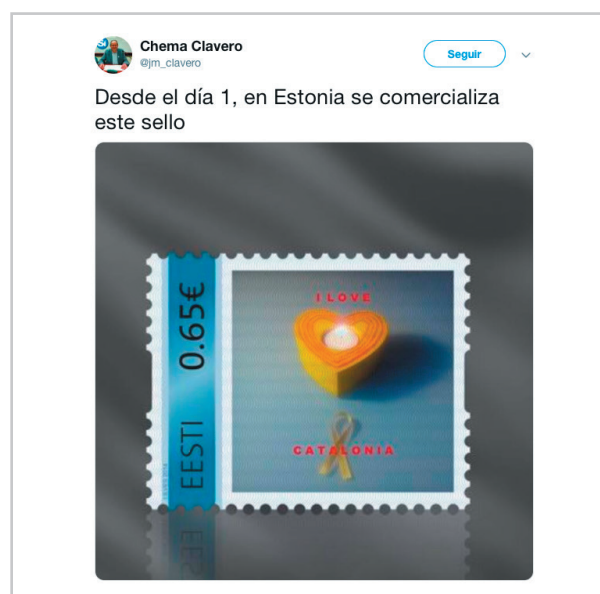 Chema Clavero
@jm_clavero
Seguir
Desde el día 1, en Estonia se comercializa
este sello
EESTI 0.65€
I LOVE
CATALONIA